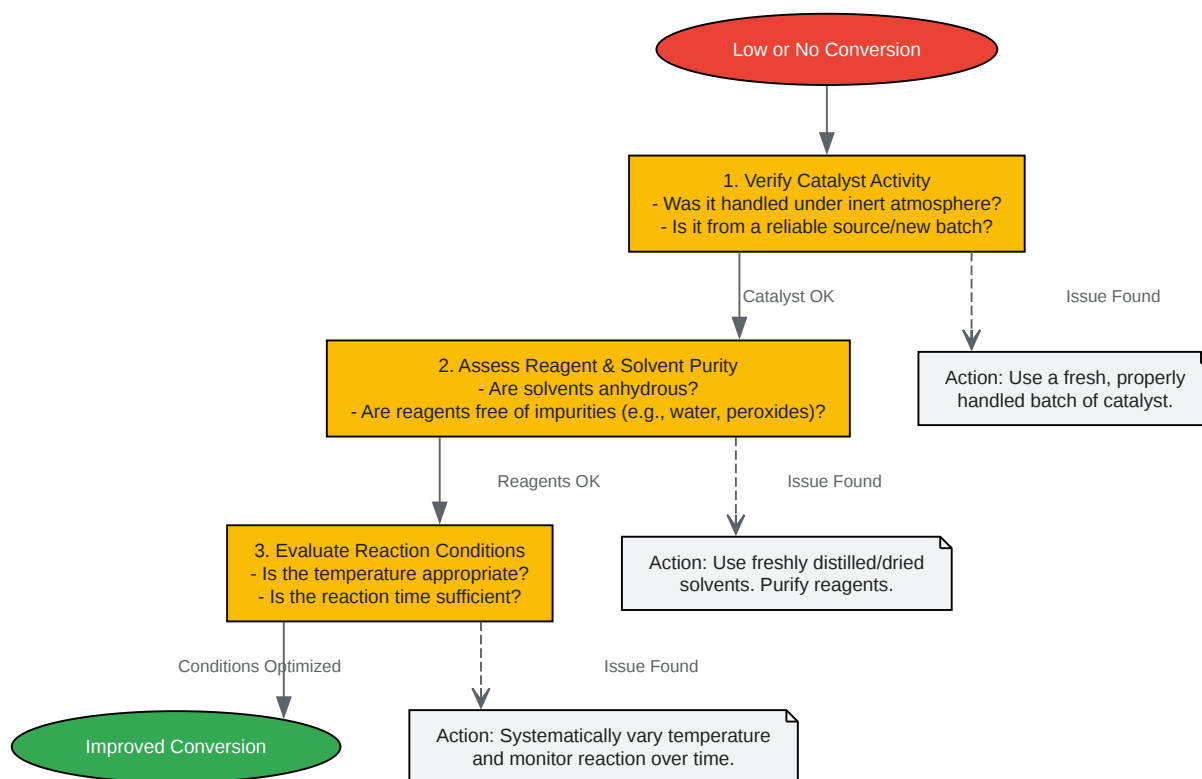 Low or No Conversion
1. Verify Catalyst Activity
- Was it handled under inert atmosphere?
- Is it from a reliable source/new batch?
Catalyst OK
Issue Found
2. Assess Reagent & Solvent Purity
- Are solvents anhydrous?
- Are reagents free of impurities (e.g., water, peroxides)?
Action: Use a fresh, properly
handled batch of catalyst.
Reagents OK
Issue Found
3. Evaluate Reaction Conditions
- Is the temperature appropriate?
- Is the reaction time sufficient?
Action: Use freshly distilled/dried
solvents. Purify reagents.
Conditions Optimized
Issue Found
Improved Conversion
Action: Systematically vary temperature
and monitor reaction over time.